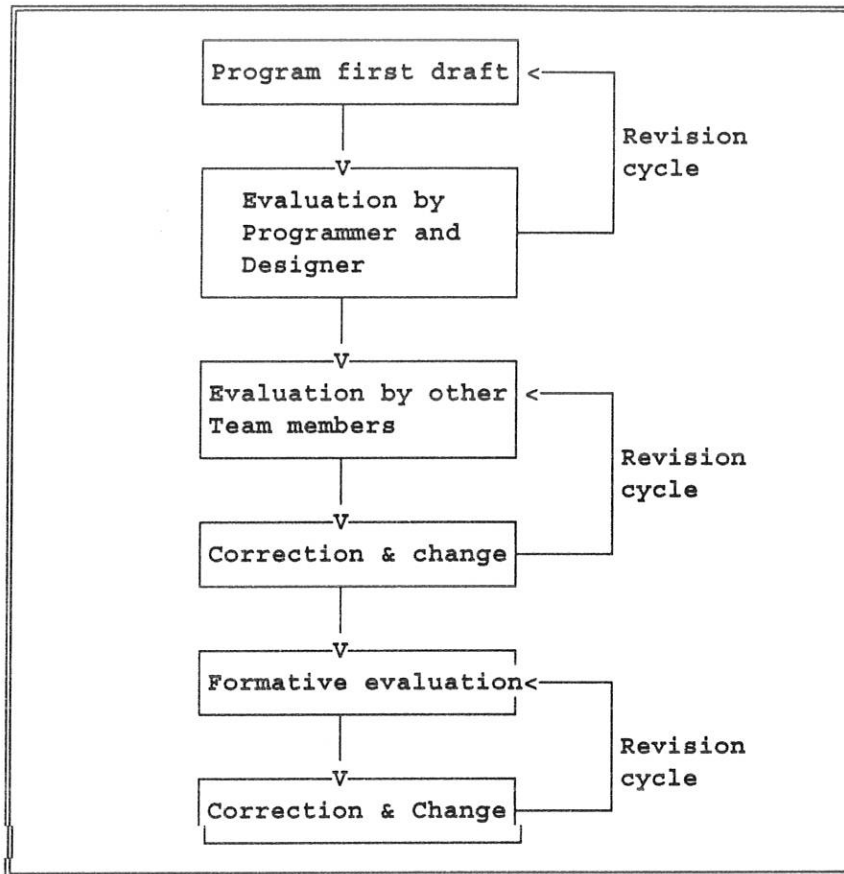 Program first draft
Revision
cycle
Evaluation by
Programmer and
Designer
Evaluation by other
Team members
Revision
cycle
Correction & change
Formative evaluation
Revision
cycle
Correction & Change